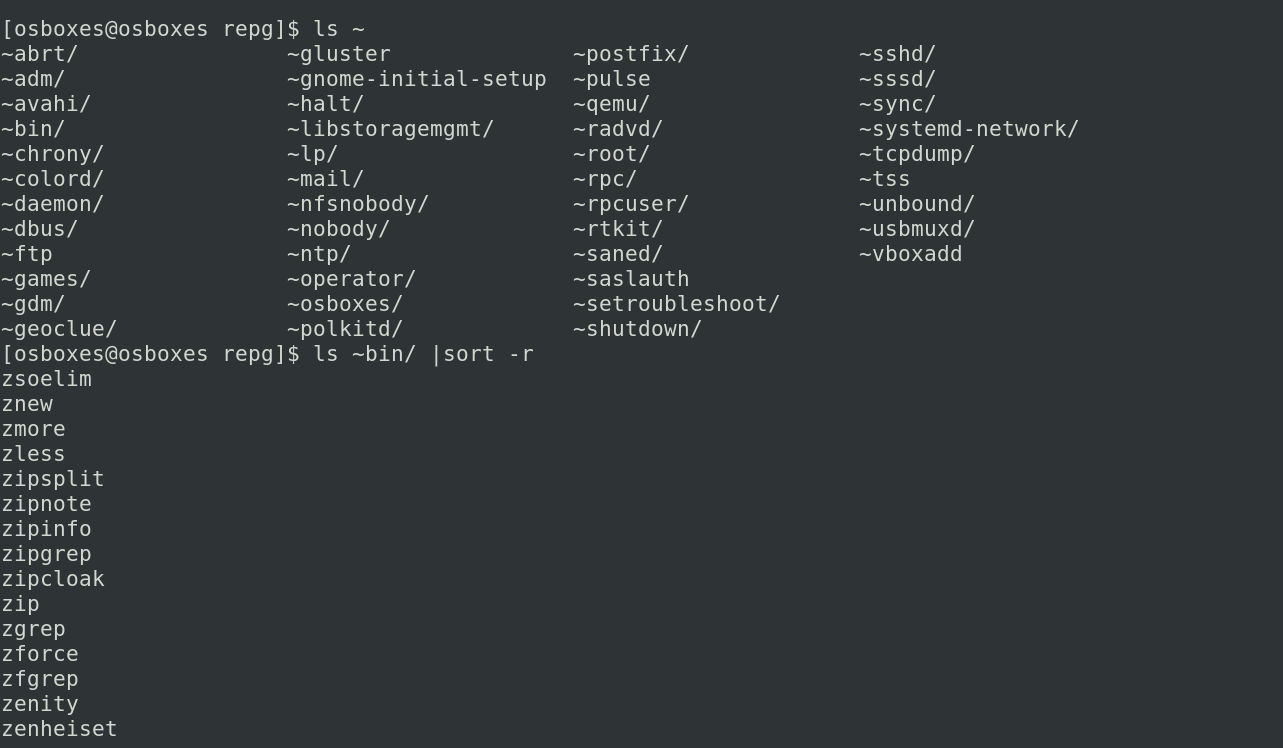 [osboxes@osboxes repg]$ ls ~
~abrt/ ~gluster ~postfix/ ~sshd/
~adm/ ~gnome-initial-setup ~pulse ~sssd/
~avahi/ ~halt/ ~qemu/ ~sync/
~bin/ ~libstoragemgmt/ ~radvd/ ~systemd-network/
~chrony/ ~lp/ ~root/ ~tcpdump/
~colord/ ~mail/ ~rpc/ ~tss
~daemon/ ~nfsnobody/ ~rpcuser/ ~unbound/
~dbus/ ~nobody/ ~rtkit/ ~usbmuxd/
~ftp ~ntp/ ~saned/ ~vboxadd
~games/ ~operator/ ~saslauth
~gdm/ ~osboxes/ ~setroubleshoot/
~geoclue/ ~polkitd/ ~shutdown/
[osboxes@osboxes repg]$ ls ~bin/ |sort -r
zsoelim
znew
zmore
zless
zipsplit
zipnote
zipinfo
zipgrep
zipcloak
zip
zgrep
zforce
zfgrep
zenity
zenheiset